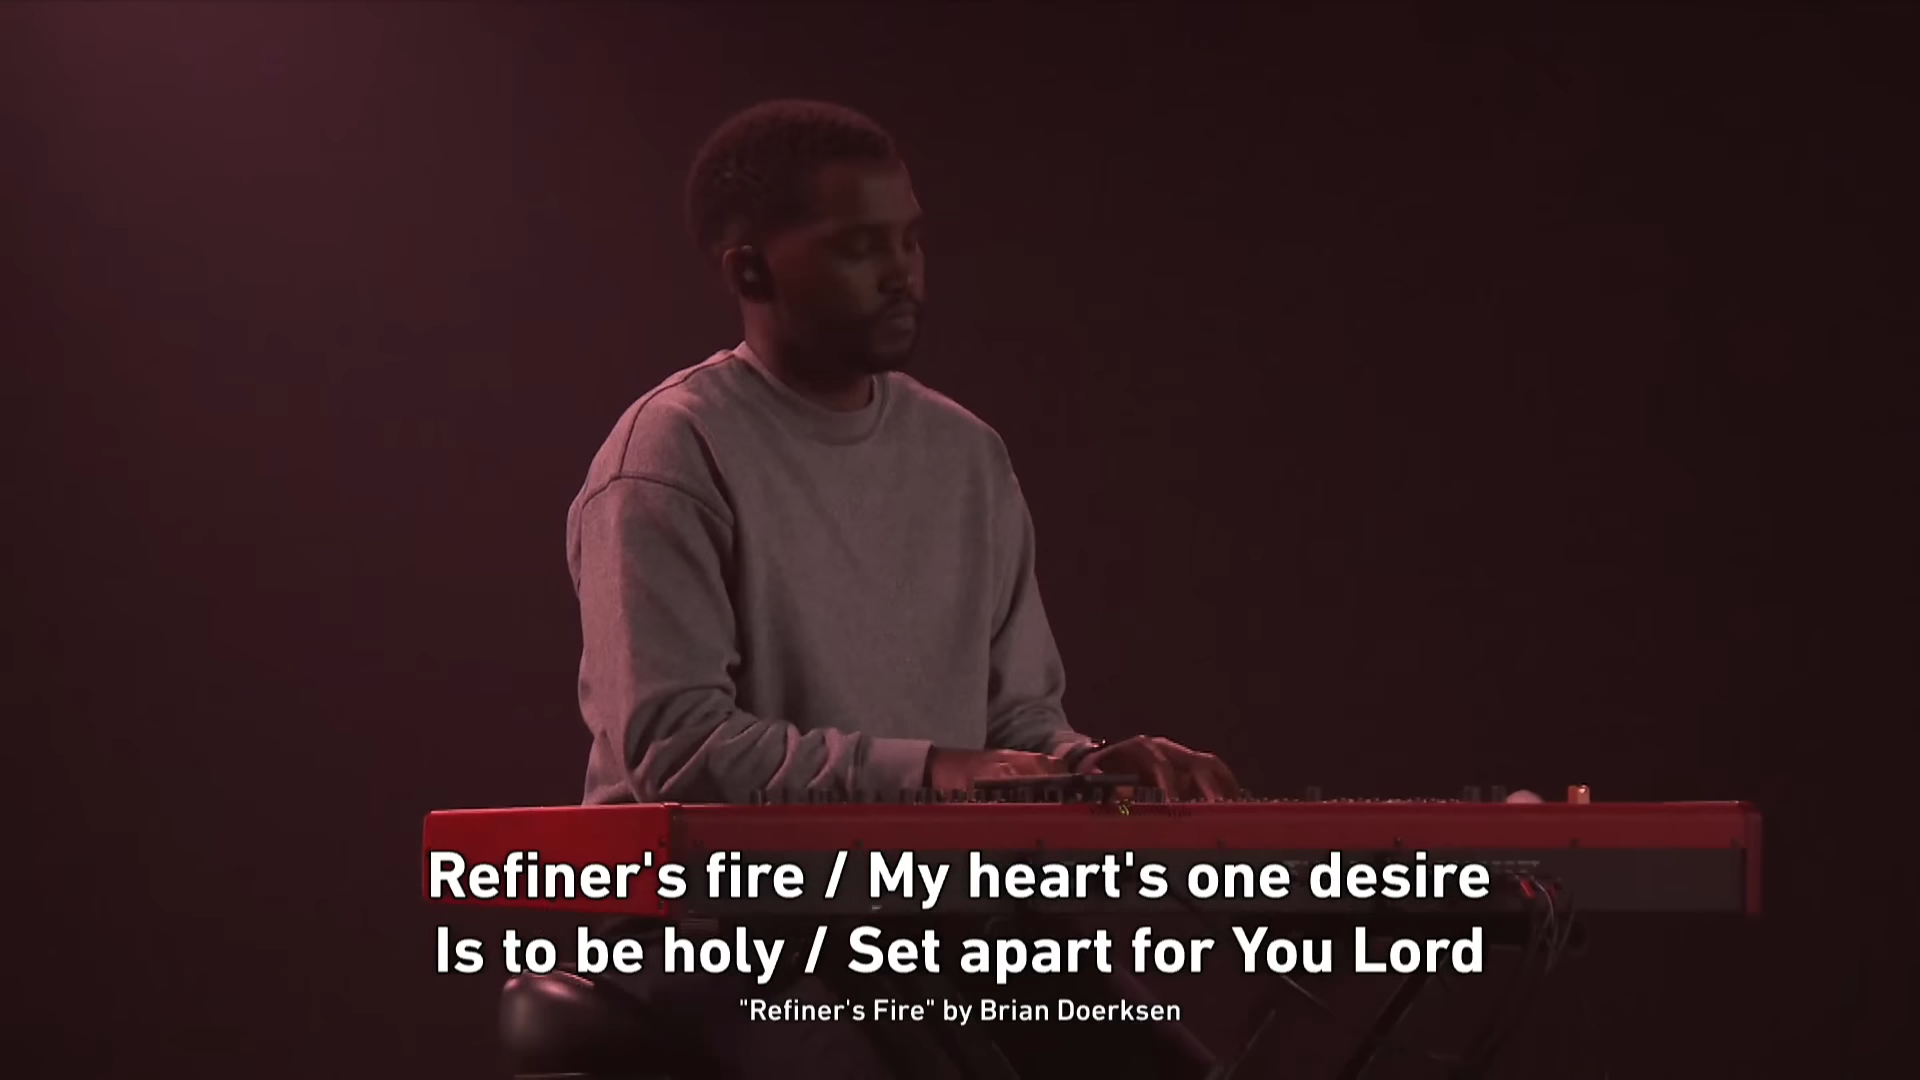 Refiner's fire / My heart's one desire
Is to be holy / Set apart for You Lord
"Refiner's Fire" by Brian Doerksen